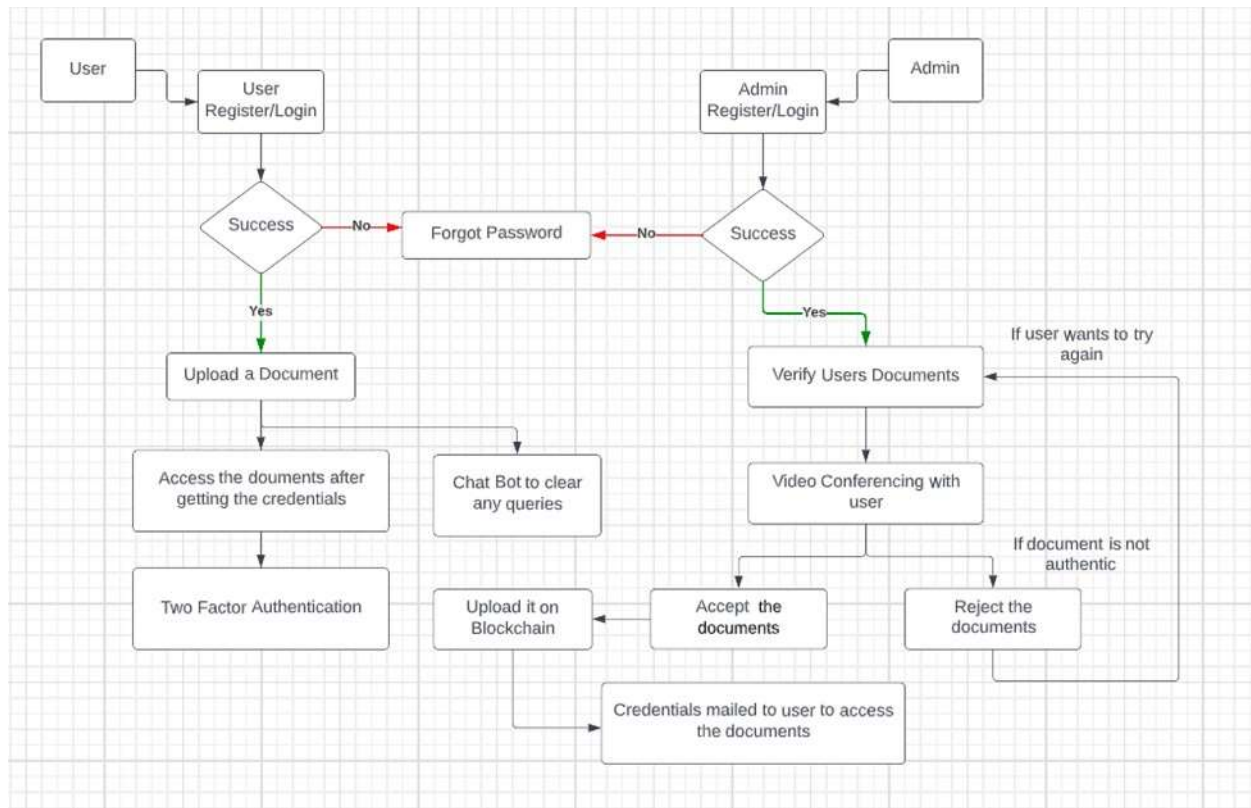 User
Admin
User
Register/Login
Admin
Register/Login
Success
No
Forgot Password
No
Success
Yes
Yes
If user wants to try
again
Upload a Document
Verify Users Documents
Access the douments after
getting the credentials
Chat Bot to clear
any queries
Video Conferencing with
user
If document is not
authentic
Two Factor Authentication
Upload it on
Blockchain
Accept the
documents
Reject the
documents
Credentials mailed to user to access
the documents